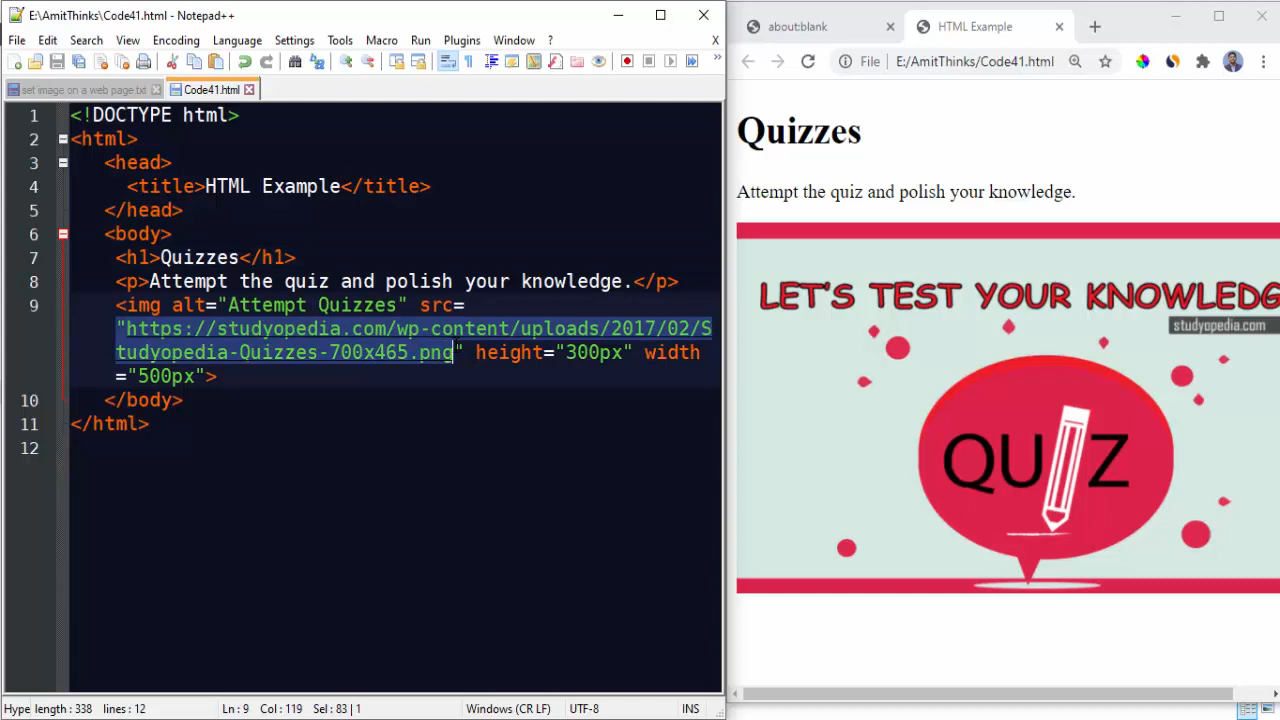 E:\AmitThinks\Code41.html - Notepad++
File Edit Search View Encoding Language Settings Tools Macro Run Plugins Window ? X
set image on a web page.txt
Code41.html
1 <!DOCTYPE html>
2 <html>
3 <head>
4 <title>HTML Example</title>
5 </head>
6 <body>
7 <h1>Quizzes</h1>
8 <p>Attempt the quiz and polish your knowledge.</p>
9 <img alt="Attempt Quizzes" src=
"https://studyopedia.com/wp-content/uploads/2017/02/S
tudyopedia-Quizzes-700x465.png" height="300px" width
="500px">
10 </body>
11 </html>
12
Hype length : 338 lines : 12 Ln : 9 Col : 119 Sel : 83 | 1 Windows (CR LF) UTF-8 INS
about:blank
HTML Example
File E:/AmitThinks/Code41.html
Quizzes
Attempt the quiz and polish your knowledge.
LET'S TEST YOUR KNOWLEDG
studyopedia.com
QUIZ